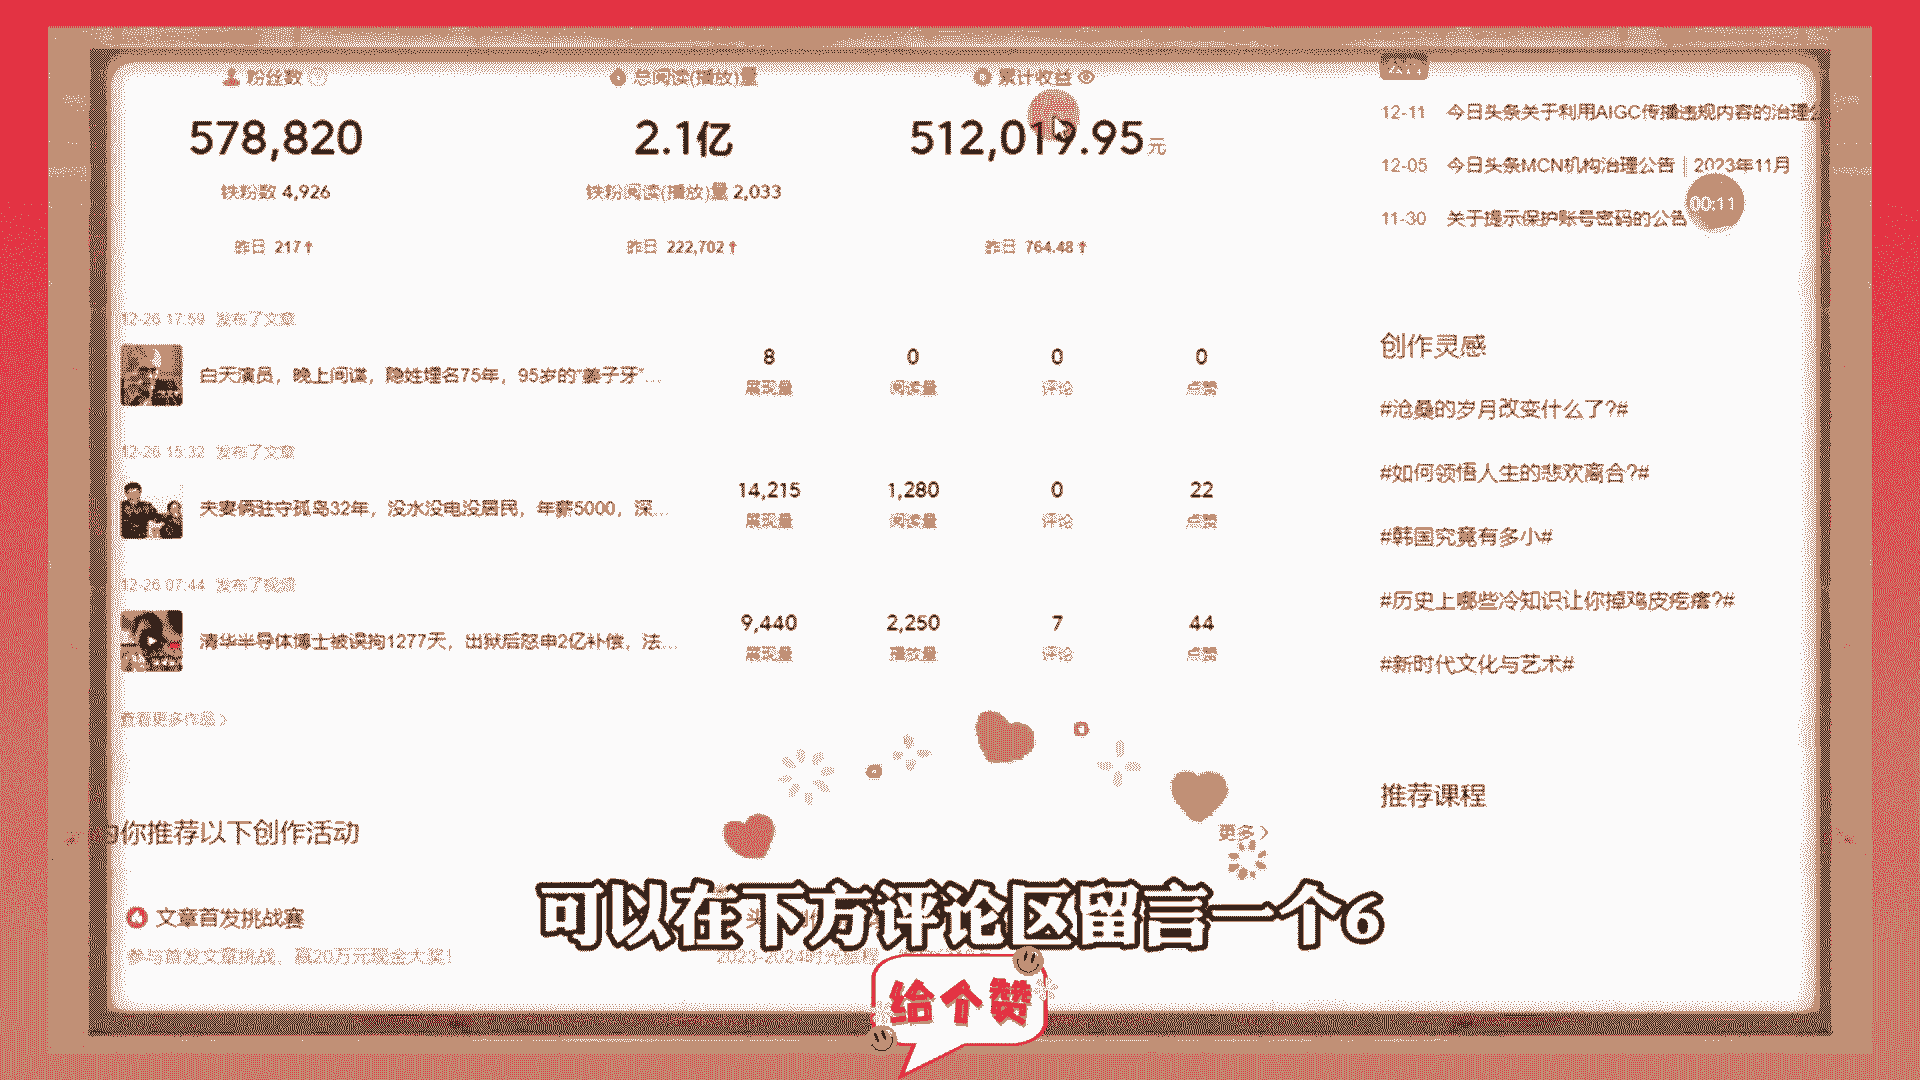 粉丝数
总阅读(播放)量
累计收益
578,820
2.1亿
512,019.95元
铁粉数 4,926
铁粉阅读(播放)量 2,033
昨日 217↑
昨日 222,702↑
昨日 764.48↑
公告
12-11 今日头条关于利用AIGC传播违规内容的治理公
12-05 今日头条MCN机构治理公告｜2023年11月
11-30 关于提示保护账号密码的公告
00:11
12-26 17:59 发布了文章
白天演员，晚上间谍，隐姓埋名75年，95岁的“姜子牙”...
8
0
0
0
展现量
阅读量
评论
点赞
12-26 15:32 发布了文章
夫妻俩驻守孤岛32年，没水没电没居民，年薪5000，深...
14,215
1,280
0
22
展现量
阅读量
评论
点赞
12-26 07:44 发布了视频
清华半导体博士被误拘1277天，出狱后怒申2亿补偿，法...
9,440
2,250
7
44
展现量
播放量
评论
点赞
查看更多作品 >
创作灵感
#沧桑的岁月改变什么了?#
#如何领悟人生的悲欢离合?#
#韩国究竟有多小#
#历史上哪些冷知识让你掉鸡皮疙瘩?#
#新时代文化与艺术#
推荐课程
为你推荐以下创作活动
更多 >
文章首发挑战赛
参与首发文章挑战，赢20万元现金大奖！
可以在下方评论区留言一个6
给个赞